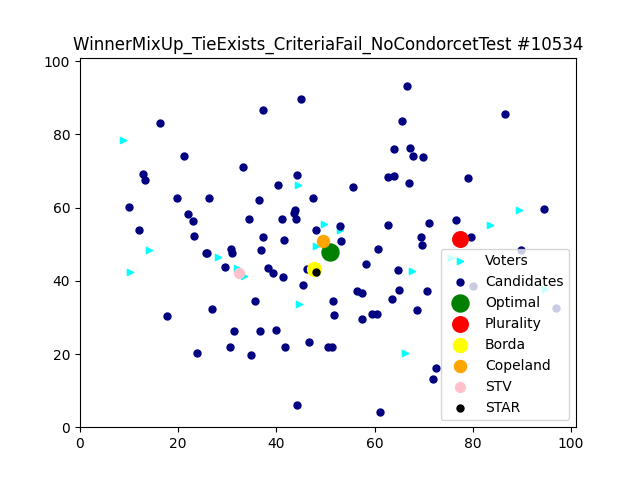 WinnerMixUp_TieExists_CriteriaFail_NoCondorcetTest #10534
100
80
60
40
20
0
0 20 40 60 80 100
Voters
Candidates
Optimal
Plurality
Borda
Copeland
STV
STAR